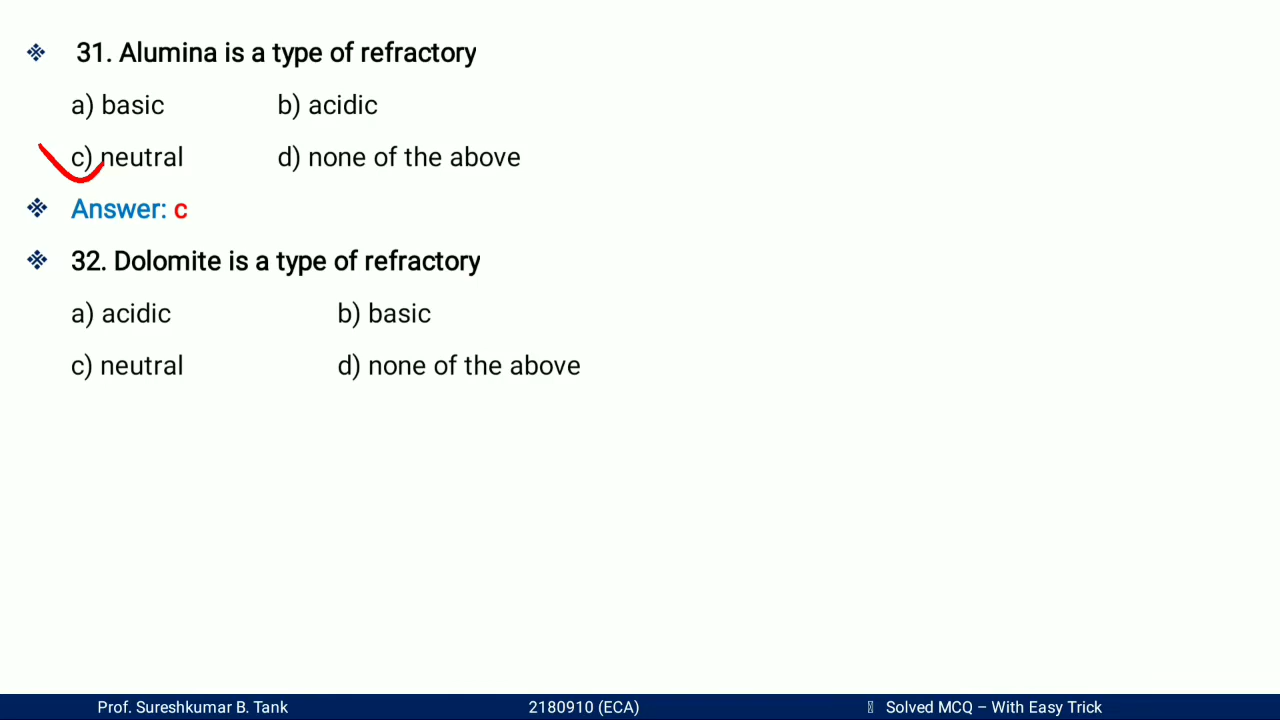 ❖ 31. Alumina is a type of refractory
a) basic b) acidic
c) neutral d) none of the above
❖ Answer: c
❖ 32. Dolomite is a type of refractory
a) acidic b) basic
c) neutral d) none of the above
Prof. Sureshkumar B. Tank 2180910 (ECA) Solved MCQ – With Easy Trick